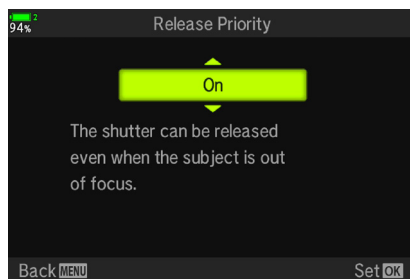 2
94% Release Priority
On
The shutter can be released
even when the subject is out
of focus.
Back MENU Set OK